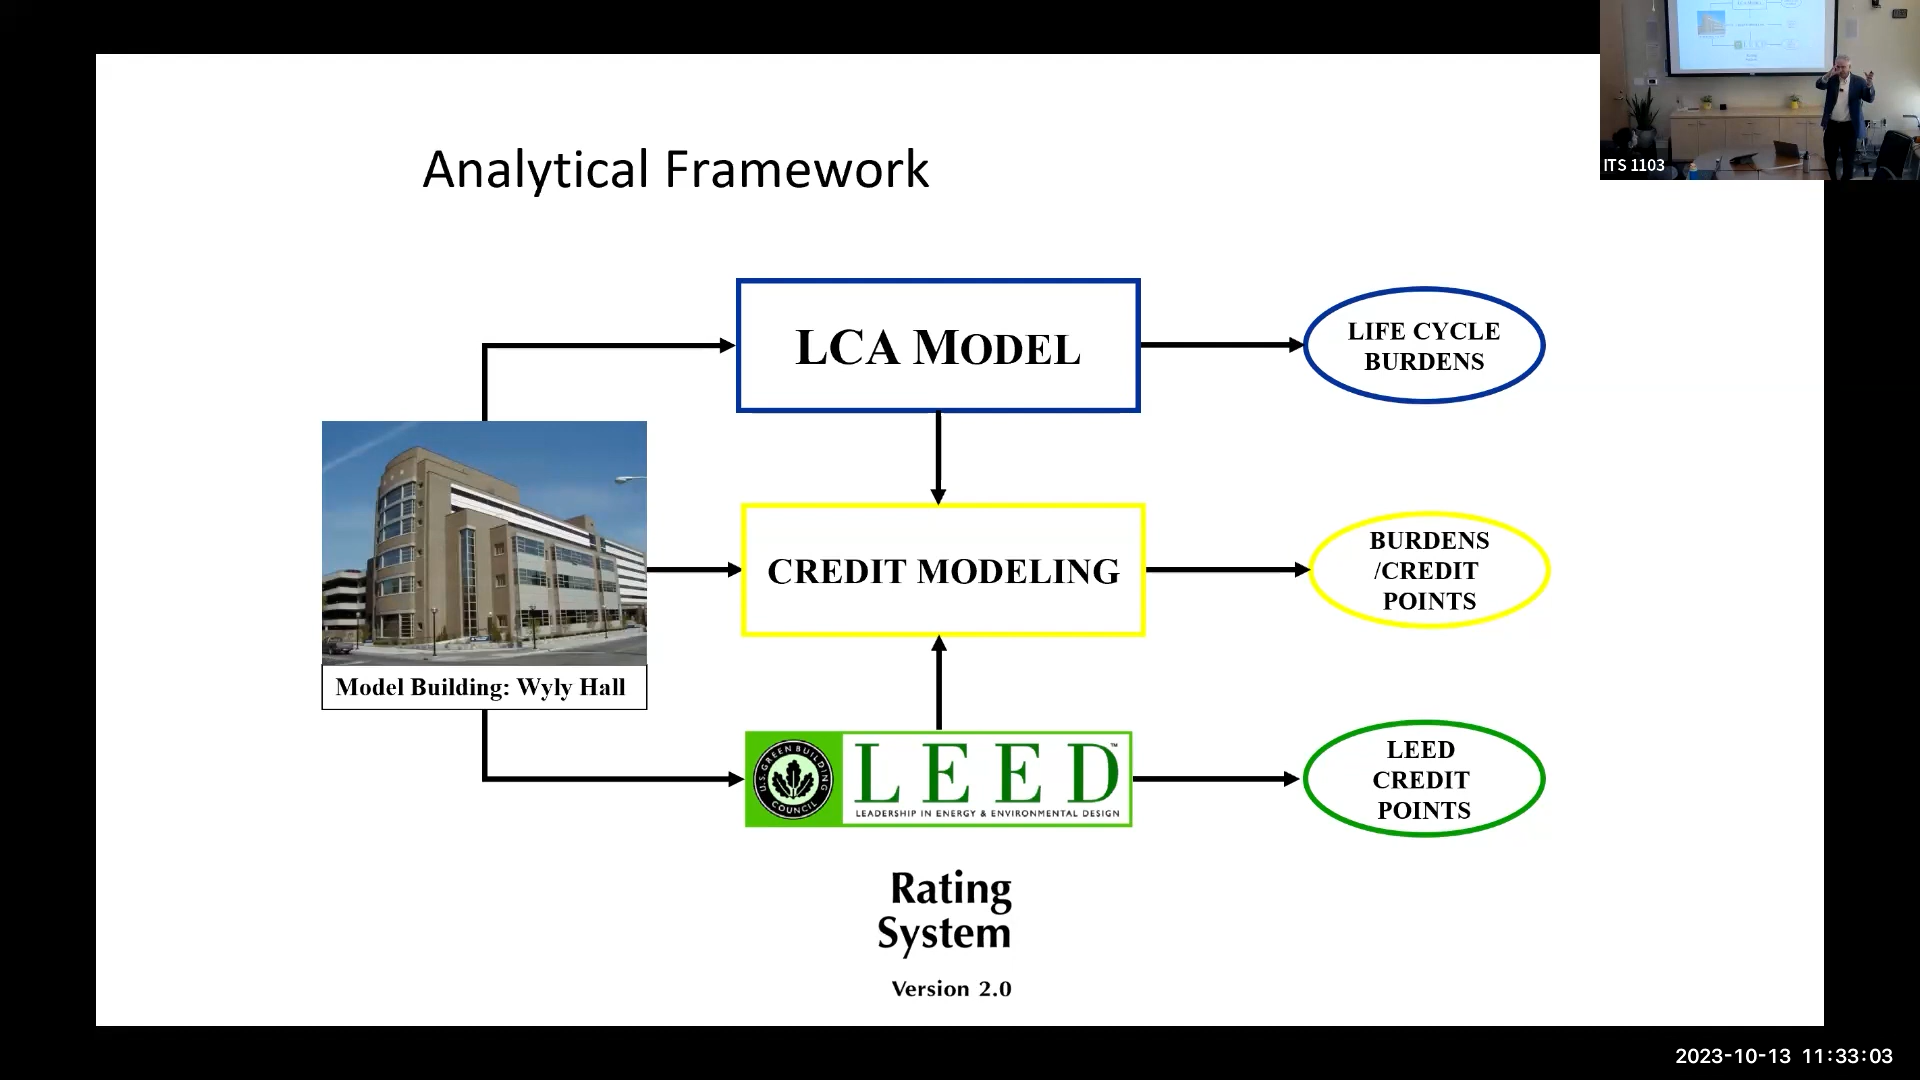 ITS 1103
Analytical Framework
LCA MODEL
LIFE CYCLE
BURDENS
CREDIT MODELING
BURDENS
/CREDIT
POINTS
Model Building: Wyly Hall
U.S. GREEN BUILDING COUNCIL
LEED™
LEADERSHIP IN ENERGY & ENVIRONMENTAL DESIGN
LEED
CREDIT
POINTS
Rating
System
Version 2.0
2023-10-13 11:33:03